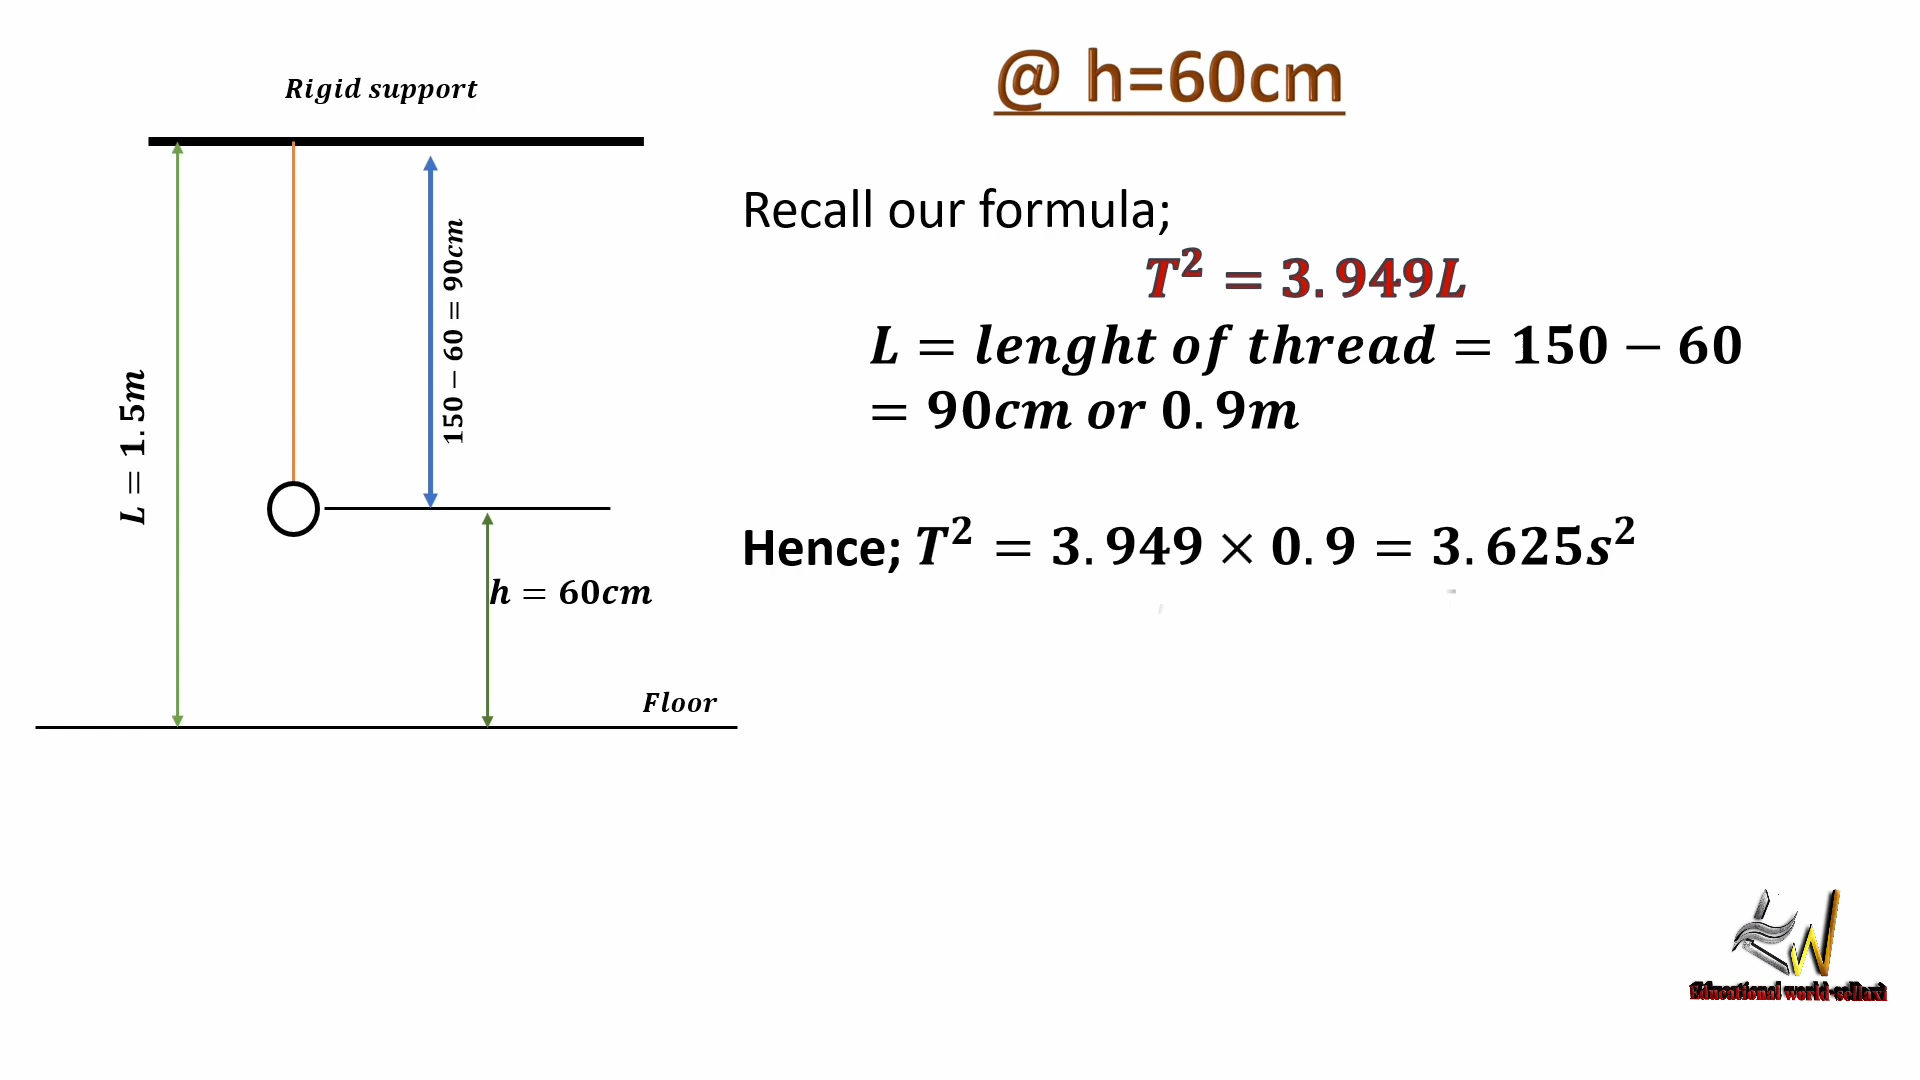 Rigid support
L = 1.5m
150 − 60 = 90cm
h = 60cm
Floor
@ h=60cm
Recall our formula;
T² = 3.949L
L = lenght of thread = 150 − 60
= 90cm or 0.9m
Hence; T² = 3.949 × 0.9 = 3.625s²
Educational world